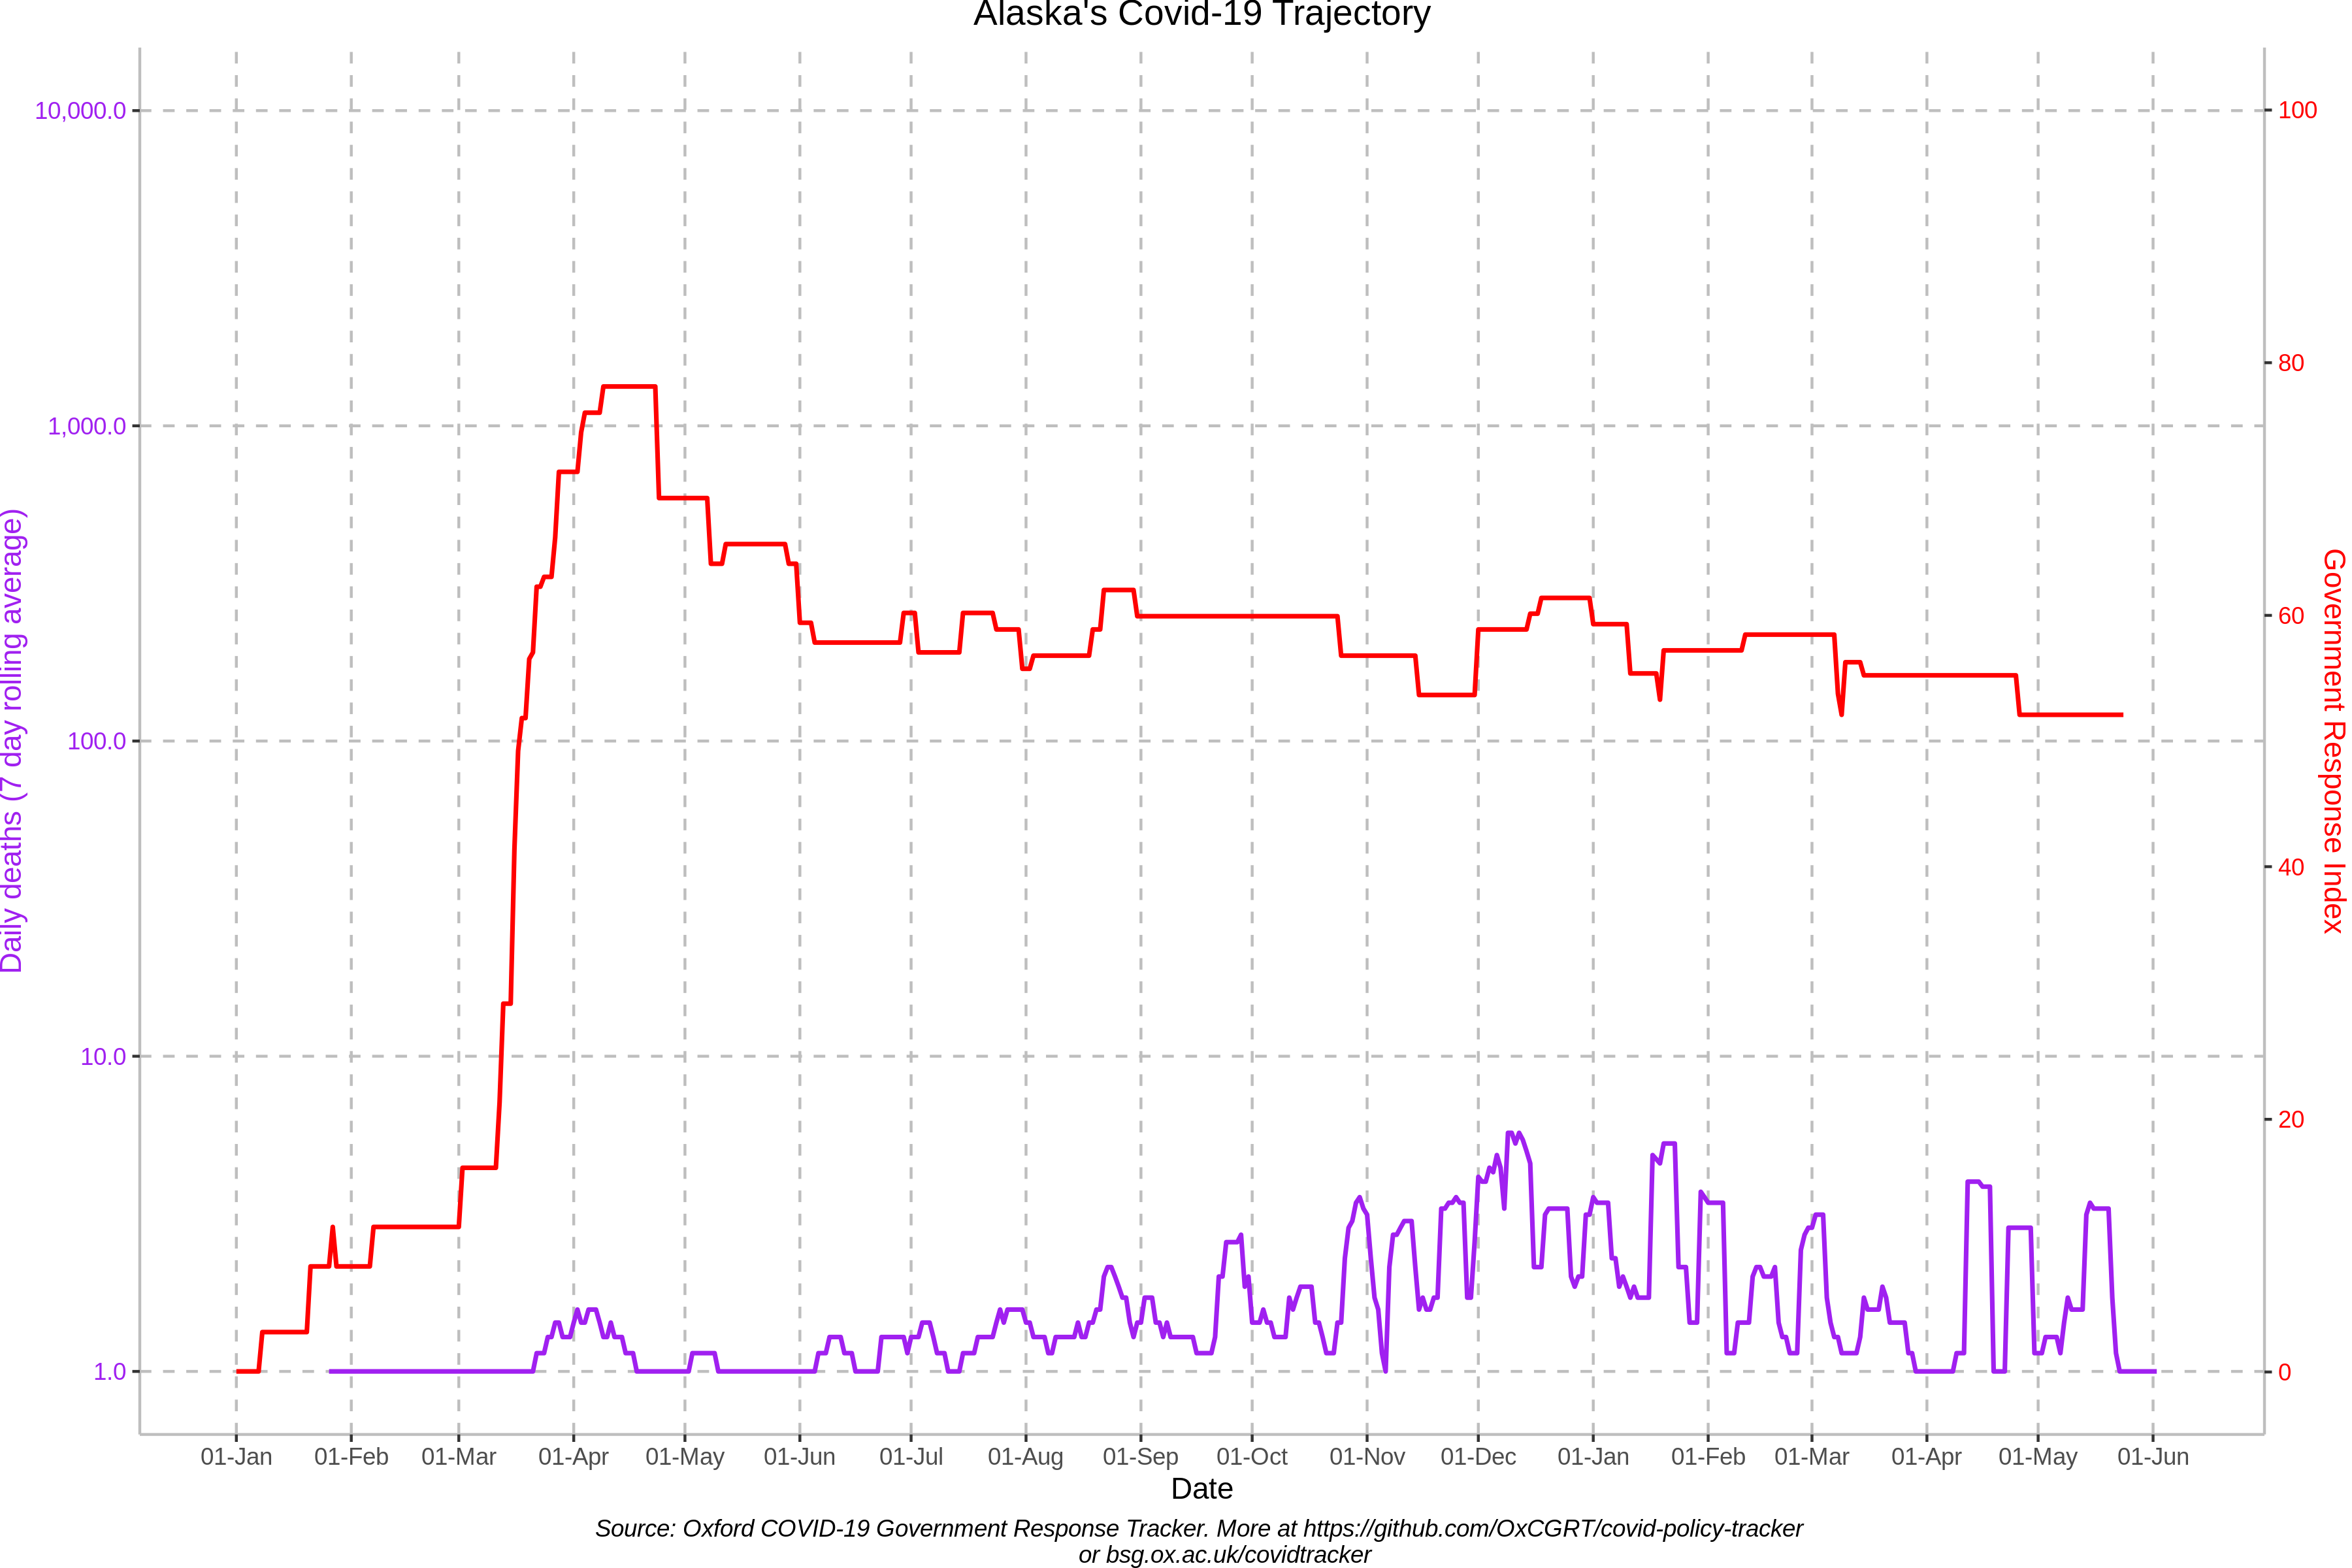 Alaska's Covid-19 Trajectory
10,000.0
1,000.0
100.0
10.0
1.0
Daily deaths (7 day rolling average)
100
80
60
40
20
0
Government Response Index
01-Jan 01-Feb 01-Mar 01-Apr 01-May 01-Jun 01-Jul 01-Aug 01-Sep 01-Oct 01-Nov 01-Dec 01-Jan 01-Feb 01-Mar 01-Apr 01-May 01-Jun
Date
Source: Oxford COVID-19 Government Response Tracker. More at https://github.com/OxCGRT/covid-policy-tracker
or bsg.ox.ac.uk/covidtracker